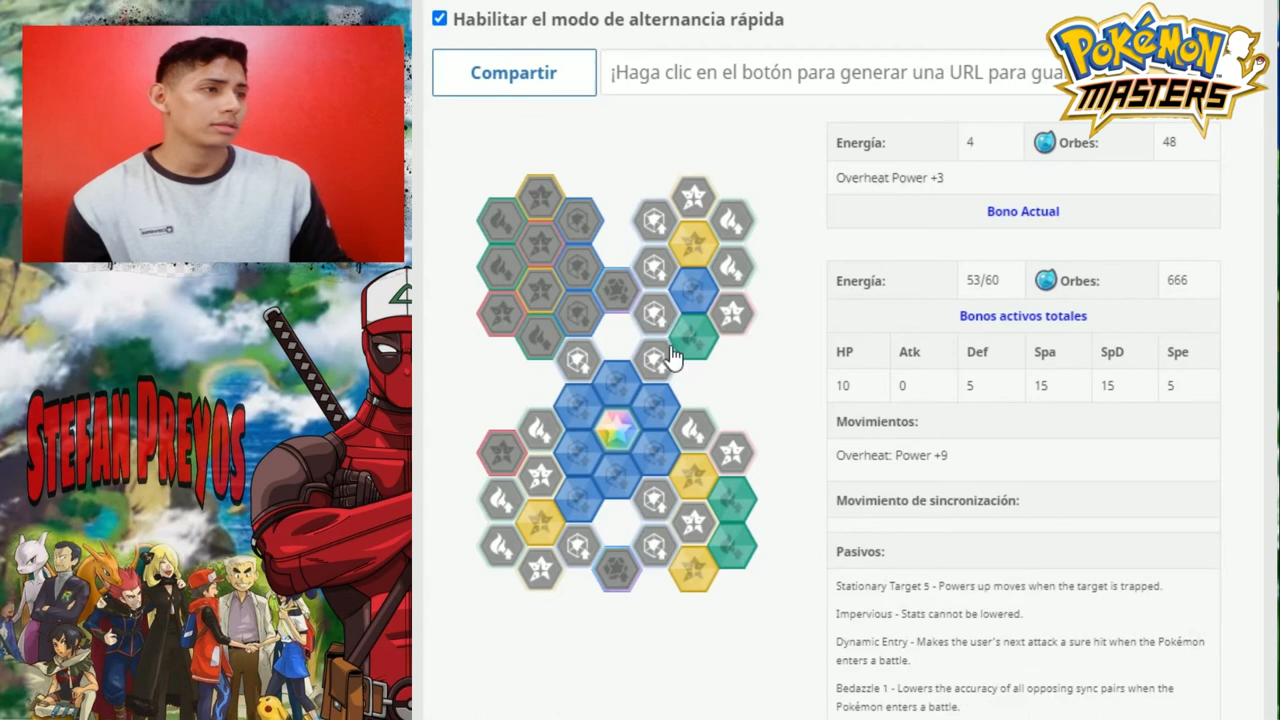 Habilitar el modo de alternancia rápida
Compartir
¡Haga clic en el botón para generar una URL para gua
POKéMON
MASTERS
Energía: 4 Orbes: 48
Overheat Power +3
Bono Actual
Energía: 53/60 Orbes: 666
Bonos activos totales
HP Atk Def Spa SpD Spe
10 0 5 15 15 5
Movimientos:
Overheat: Power +9
Movimiento de sincronización:
Pasivos:
Stationary Target 5 - Powers up moves when the target is trapped.
Impervious - Stats cannot be lowered.
Dynamic Entry - Makes the user's next attack a sure hit when the Pokémon
enters a battle.
Bedazzle 1 - Lowers the accuracy of all opposing sync pairs when the
Pokémon enters a battle.
STEFAN PREYOS